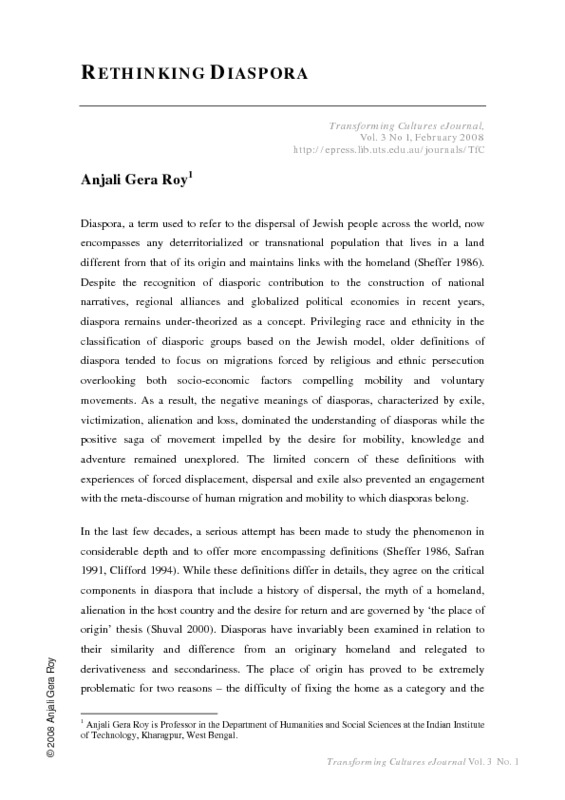 RETHINKING DIASPORA
Transforming Cultures eJournal,
Vol. 3 No 1, February 2008
http://epress.lib.uts.edu.au/journals/TfC
Anjali Gera Roy1
Diaspora, a term used to refer to the dispersal of Jewish people across the world, now
encompasses any deterritorialized or transnational population that lives in a land
different from that of its origin and maintains links with the homeland (Sheffer 1986).
Despite the recognition of diasporic contribution to the construction of national
narratives, regional alliances and globalized political economies in recent years,
diaspora remains under-theorized as a concept. Privileging race and ethnicity in the
classification of diasporic groups based on the Jewish model, older definitions of
diaspora tended to focus on migrations forced by religious and ethnic persecution
overlooking both socio-economic factors compelling mobility and voluntary
movements. As a result, the negative meanings of diasporas, characterized by exile,
victimization, alienation and loss, dominated the understanding of diasporas while the
positive saga of movement impelled by the desire for mobility, knowledge and
adventure remained unexplored. The limited concern of these definitions with
experiences of forced displacement, dispersal and exile also prevented an engagement
with the meta-discourse of human migration and mobility to which diasporas belong.
In the last few decades, a serious attempt has been made to study the phenomenon in
considerable depth and to offer more encompassing definitions (Sheffer 1986, Safran
1991, Clifford 1994). While these definitions differ in details, they agree on the critical
components in diaspora that include a history of dispersal, the myth of a homeland,
alienation in the host country and the desire for return and are governed by ‘the place of
origin’ thesis (Shuval 2000). Diasporas have invariably been examined in relation to
their similarity and difference from an originary homeland and relegated to
derivativeness and secondariness. The place of origin has proved to be extremely
problematic for two reasons – the difficulty of fixing the home as a category and the
1 Anjali Gera Roy is Professor in the Department of Humanities and Social Sciences at the Indian Institute
of Technology, Kharagpur, West Bengal.
© 2008 Anjali Gera Roy
Transforming Cultures eJournal Vol. 3 No. 1